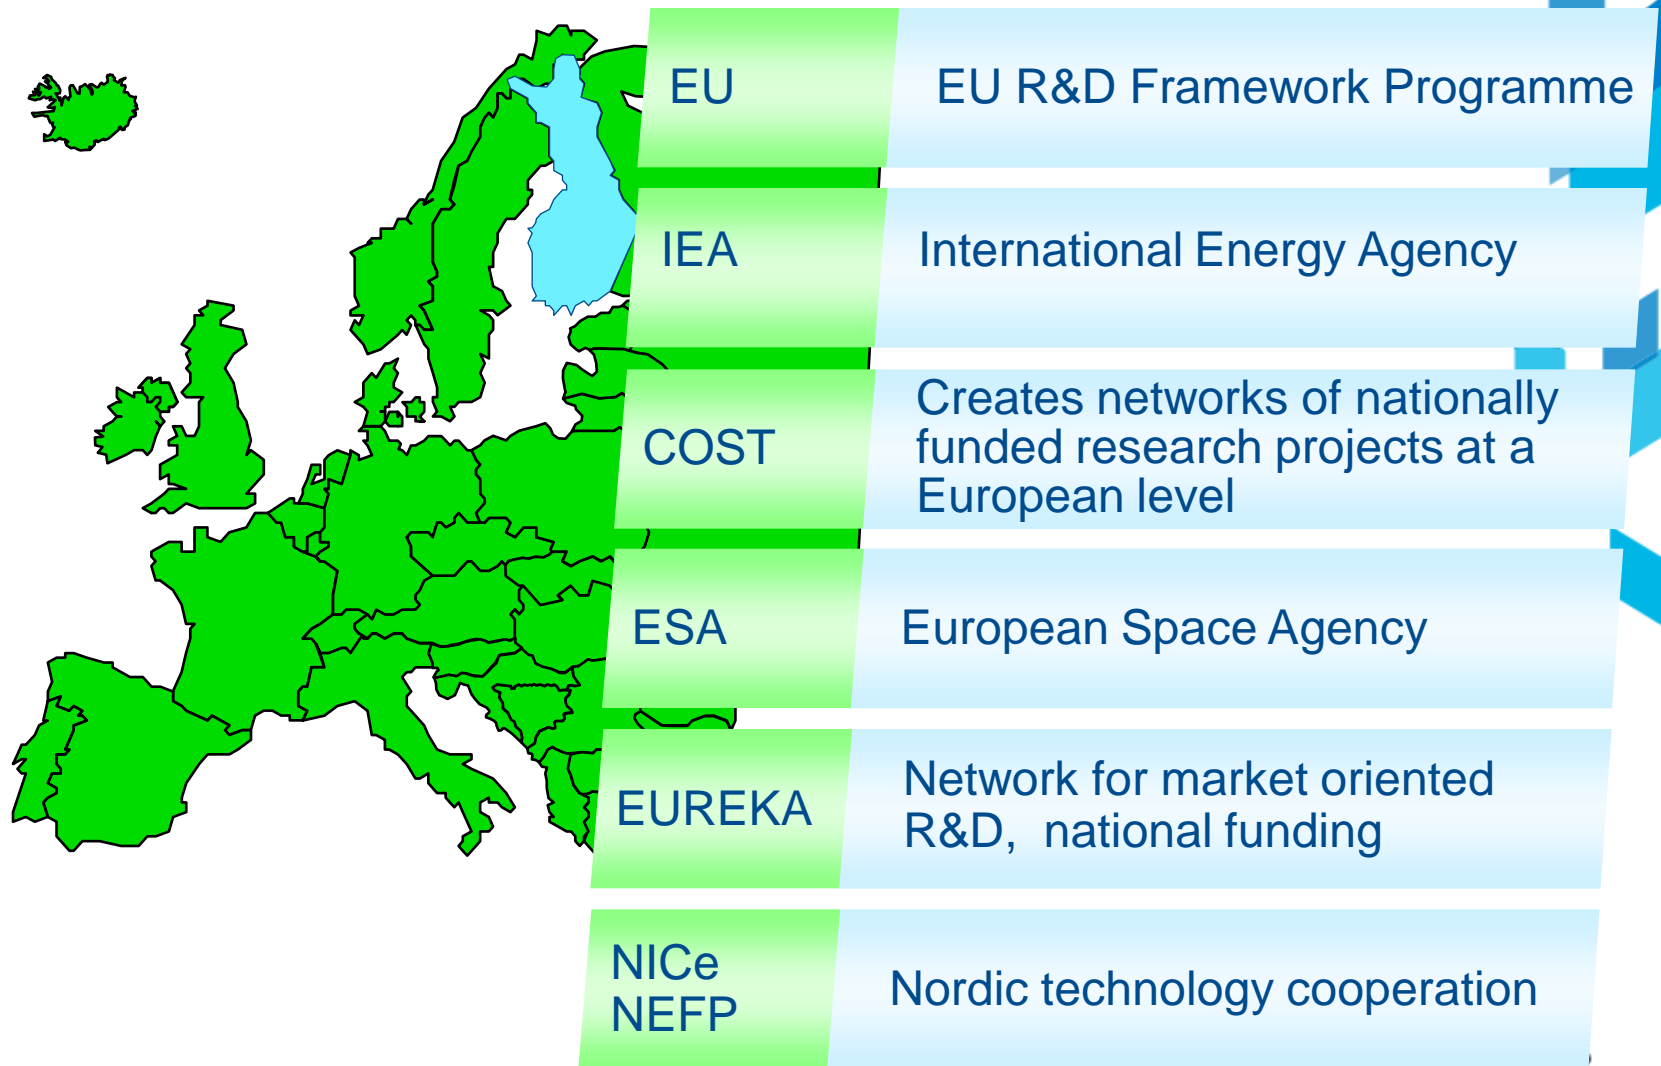 EU
EU R&D Framework Programme
IEA
International Energy Agency
COST
Creates networks of nationally
funded research projects at a
European level
ESA
European Space Agency
EUREKA
Network for market oriented
R&D, national funding
NICe
NEFP
Nordic technology cooperation